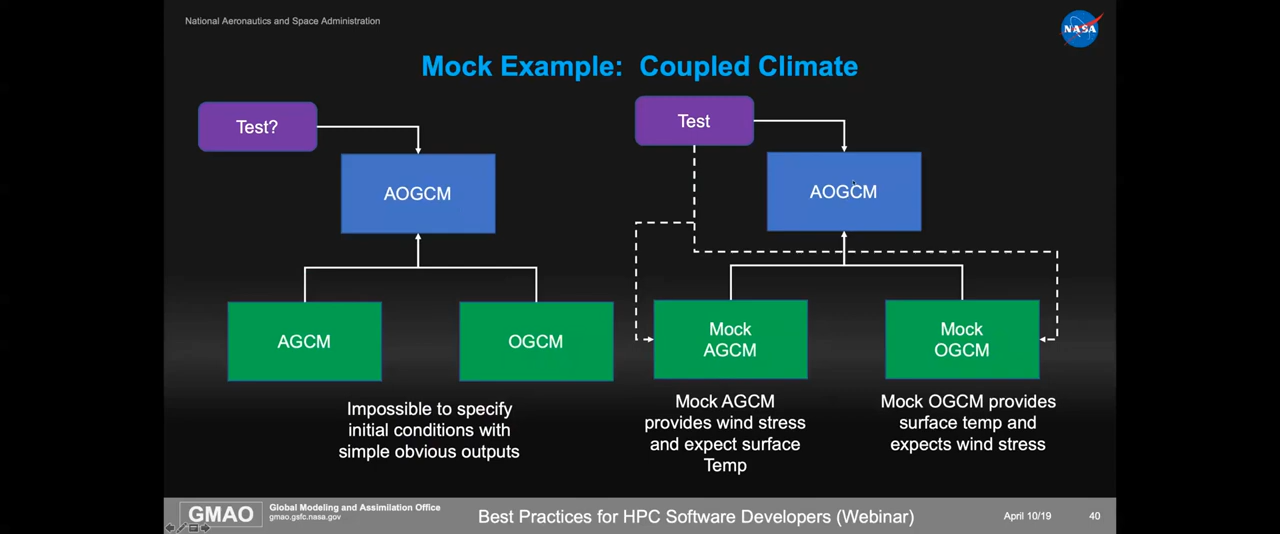 National Aeronautics and Space Administration
NASA
Mock Example: Coupled Climate
Test?
AOGCM
AGCM
OGCM
Impossible to specify
initial conditions with
simple obvious outputs
Test
AOGCM
Mock
AGCM
Mock
OGCM
Mock AGCM
provides wind stress
and expect surface
Temp
Mock OGCM provides
surface temp and
expects wind stress
GMAO
Global Modeling and Assimilation Office
gmao.gsfc.nasa.gov
Best Practices for HPC Software Developers (Webinar)
April 10/19
40